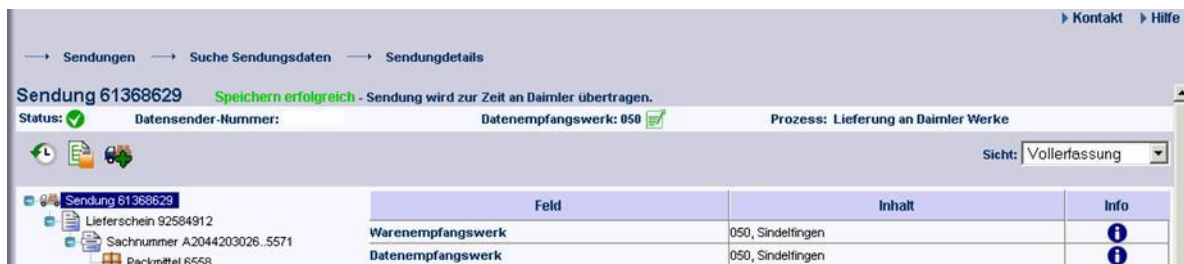 Kontakt Hilfe
Sendungen Suche Sendungsdaten Sendungdetails
Sendung 61368629 Speichern erfolgreich - Sendung wird zur Zeit an Daimler übertragen.
Status: Datensender-Nummer: Datenempfangswerk: 050 Prozess: Lieferung an Daimler Werke
Sicht: Vollerfassung
Sendung 61368629
Feld Inhalt Info
Lieferschein 92584912
Warenempfangswerk 050, Sindelfingen
Sachnummer A2044203026..5571
Datenempfangswerk 050, Sindelfingen
Packmittel 6558